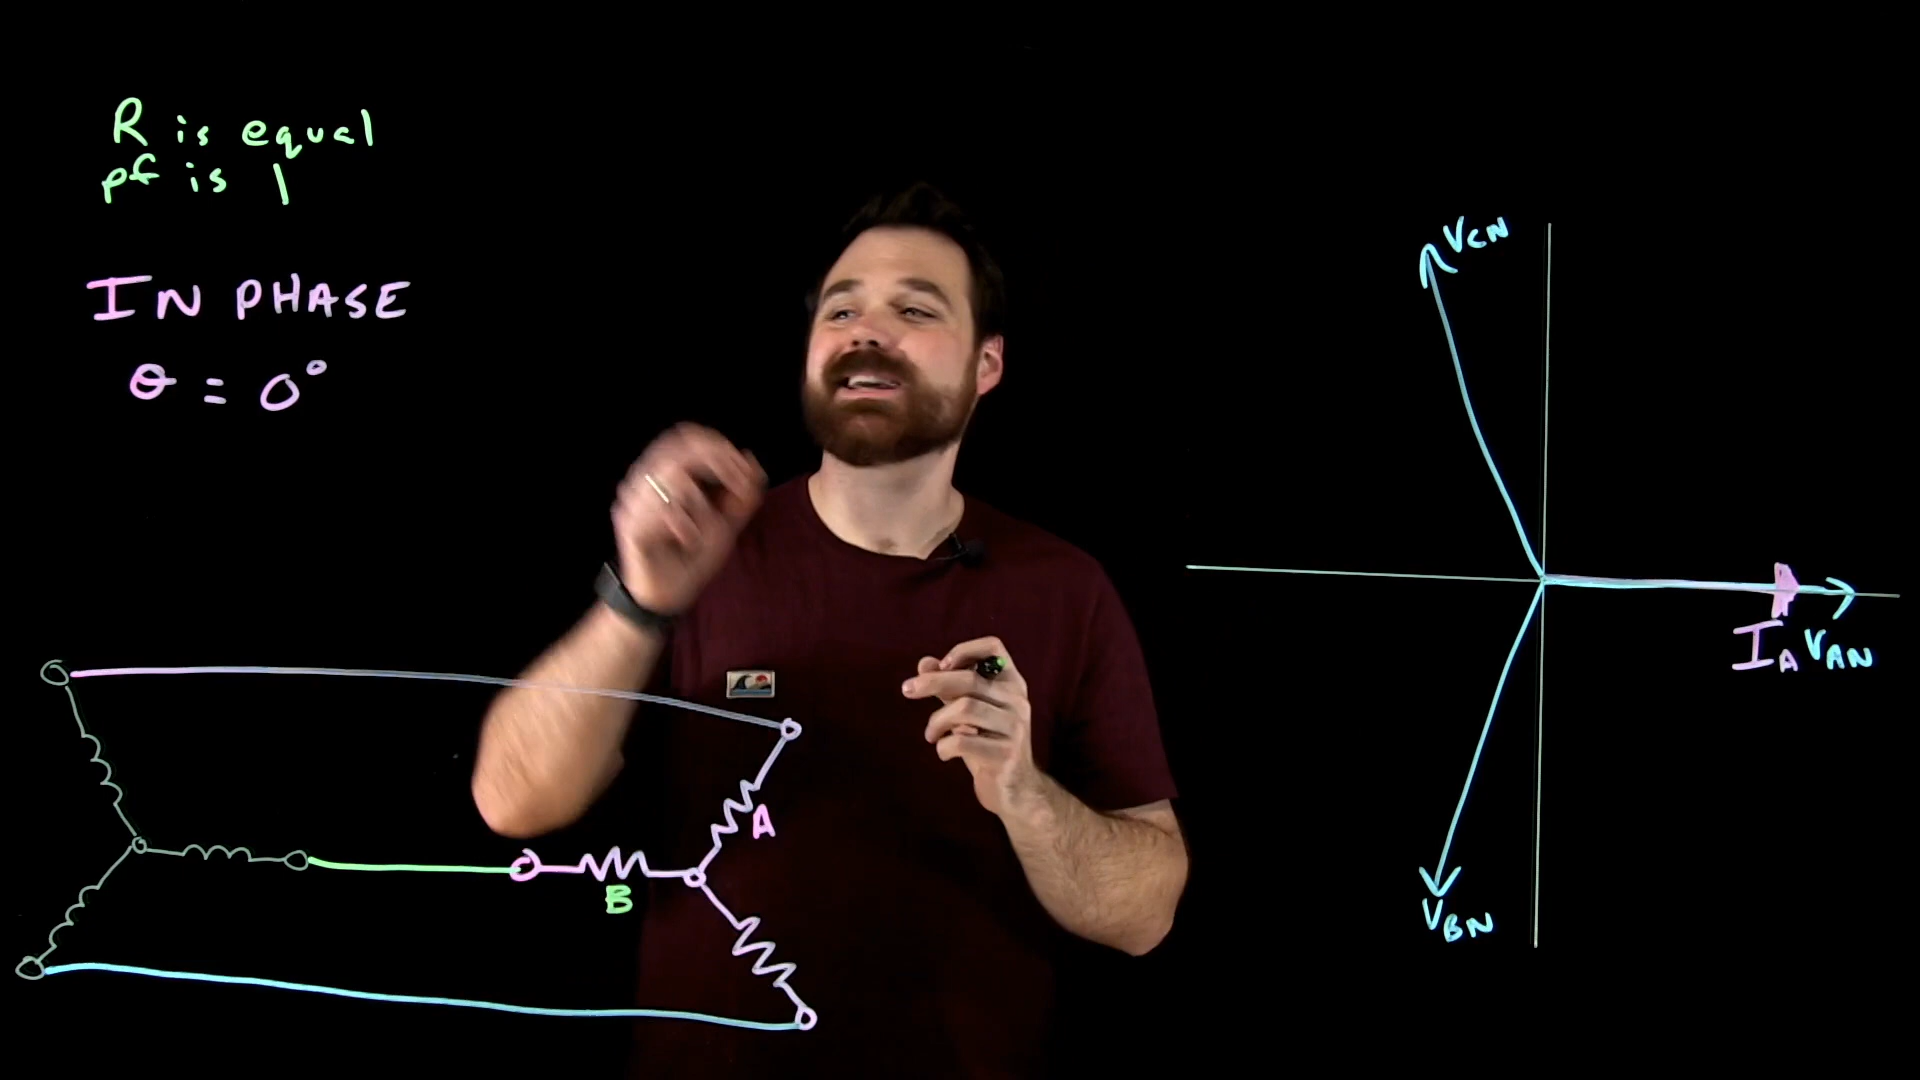 R is equal
pf is 1
IN PHASE
θ = 0°
A
B
VCN
IA VAN
VBN